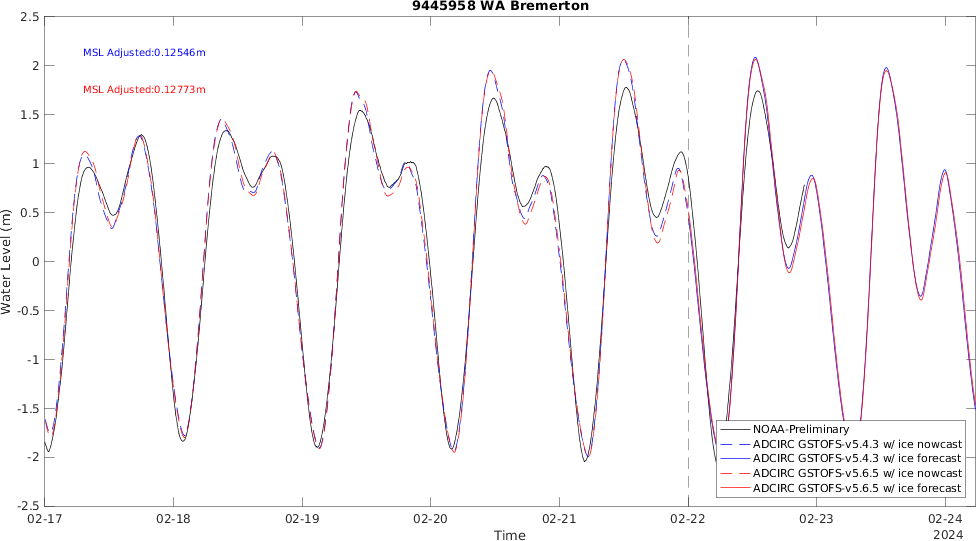 9445958 WA Bremerton
2.5
2
1.5
1
0.5
0
-0.5
-1
-1.5
-2
-2.5
Water Level (m)
MSL Adjusted:0.12546m
MSL Adjusted:0.12773m
NOAA-Preliminary
ADCIRC GSTOFS-v5.4.3 w/ ice nowcast
ADCIRC GSTOFS-v5.4.3 w/ ice forecast
ADCIRC GSTOFS-v5.6.5 w/ ice nowcast
ADCIRC GSTOFS-v5.6.5 w/ ice forecast
02-17 02-18 02-19 02-20 02-21 02-22 02-23 02-24
Time
2024